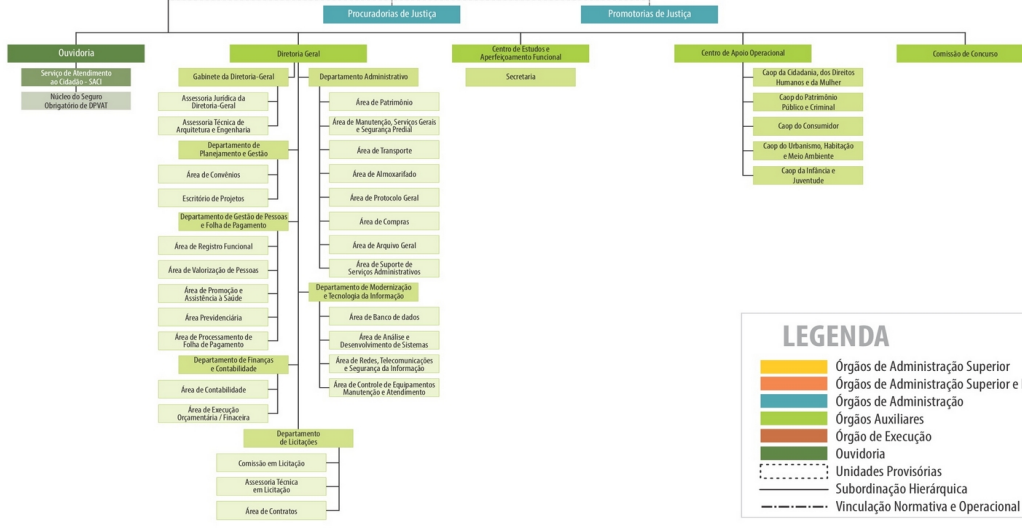 Procuradorias de Justiça
Promotorias de Justiça
Ouvidoria
Serviço de Atendimento
ao Cidadão - SACI
Núcleo do Seguro
Obrigatório de DPVAT
Diretoria Geral
Gabinete da Diretoria-Geral
Assessoria Jurídica da
Diretoria-Geral
Assessoria Técnica de
Arquitetura e Engenharia
Departamento de
Planejamento e Gestão
Área de Convênios
Escritório de Projetos
Departamento de Gestão de Pessoas
e Folha de Pagamento
Área de Registro Funcional
Área de Valorização de Pessoas
Área de Promoção e
Assistência à Saúde
Área Previdenciária
Área de Processamento de
Folha de Pagamento
Departamento de Finanças
e Contabilidade
Área de Contabilidade
Área de Execução
Orçamentária / Finaceira
Departamento
de Licitações
Comissão em Licitação
Assessoria Técnica
em Licitação
Área de Contratos
Departamento Administrativo
Área de Patrimônio
Área de Manutenção, Serviços Gerais
e Segurança Predial
Área de Transporte
Área de Almoxarifado
Área de Protocolo Geral
Área de Compras
Área de Arquivo Geral
Área de Suporte de
Serviços Administrativos
Departamento de Modernização
e Tecnologia da Informação
Área de Banco de dados
Área de Análise e
Desenvolvimento de Sistemas
Área de Redes, Telecomunicações
e Segurança da Informação
Área de Controle de Equipamentos
Manutenção e Atendimento
Centro de Estudos e
Aperfeiçoamento Funcional
Secretaria
Centro de Apoio Operacional
Caop da Cidadania, dos Direitos
Humanos e da Mulher
Caop do Patrimônio
Público e Criminal
Caop do Consumidor
Caop do Urbanismo, Habitação
e Meio Ambiente
Caop da Infância e
Juventude
Comissão de Concurso
LEGENDA
Órgãos de Administração Superior
Órgãos de Administração Superior e
Órgãos de Administração
Órgãos Auxiliares
Órgão de Execução
Ouvidoria
Unidades Provisórias
Subordinação Hierárquica
Vinculação Normativa e Operacional